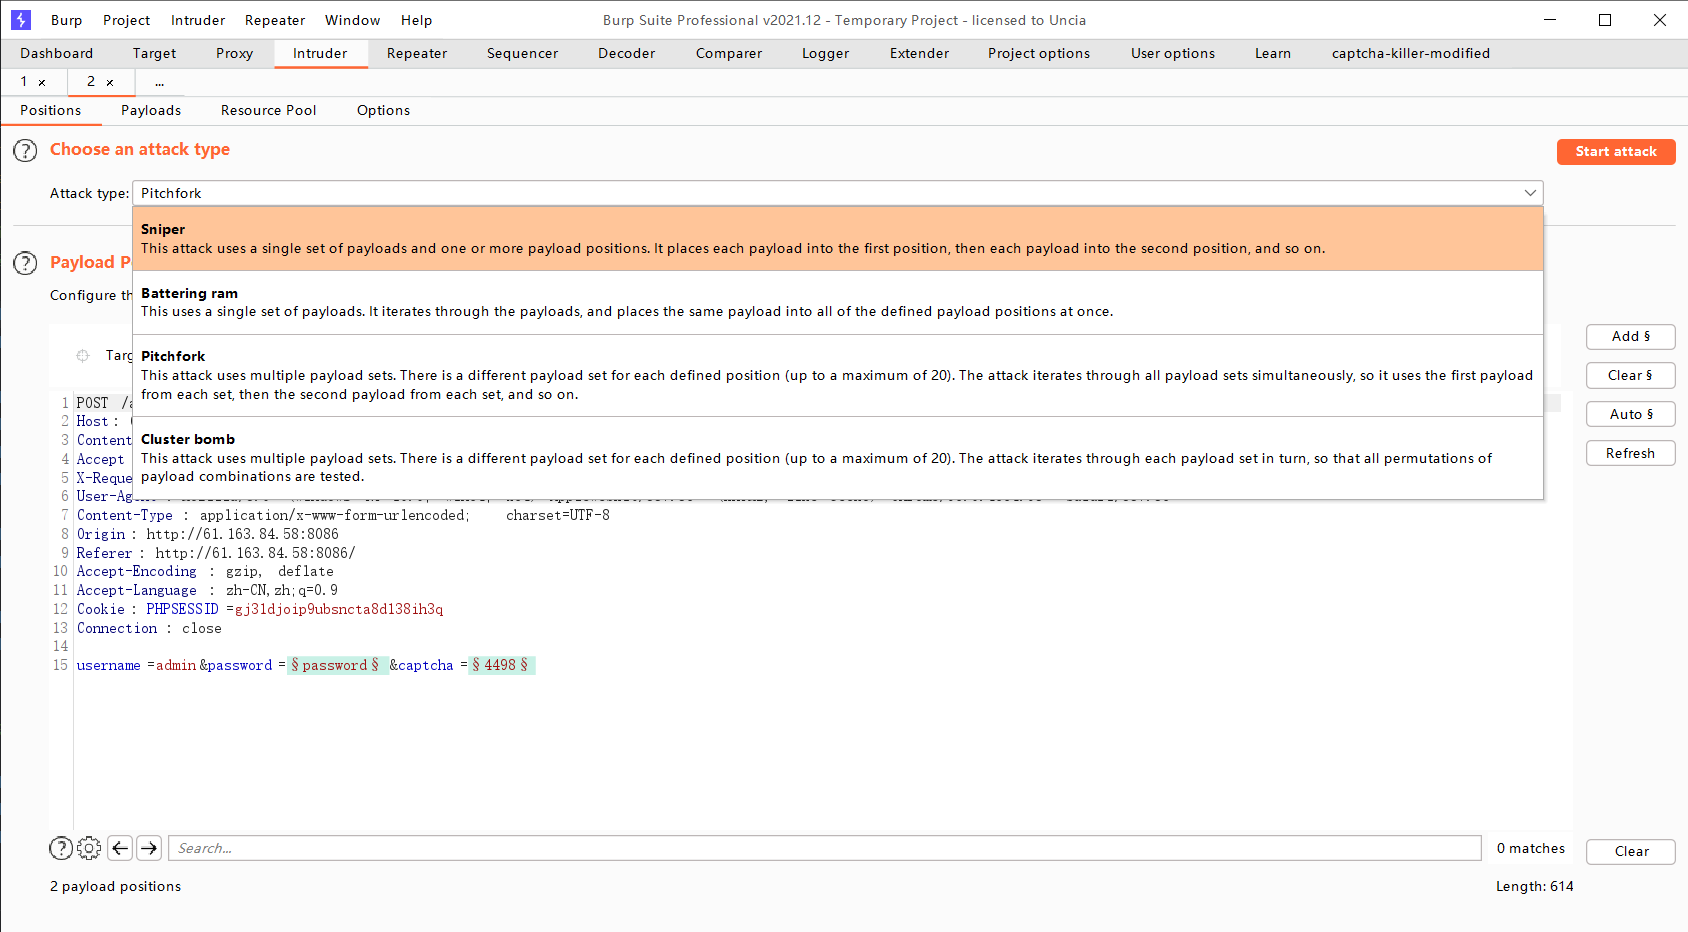 Burp Project Intruder Repeater Window Help Burp Suite Professional v2021.12 - Temporary Project - licensed to Uncia
Dashboard Target Proxy Intruder Repeater Sequencer Decoder Comparer Logger Extender Project options User options Learn captcha-killer-modified
1 × 2 × ...
Positions Payloads Resource Pool Options
? Choose an attack type
Start attack
Attack type: Pitchfork
Sniper
This attack uses a single set of payloads and one or more payload positions. It places each payload into the first position, then each payload into the second position, and so on.
? Payload P
Configure th
Battering ram
This uses a single set of payloads. It iterates through the payloads, and places the same payload into all of the defined payload positions at once.
Add §
Targ
Pitchfork
This attack uses multiple payload sets. There is a different payload set for each defined position (up to a maximum of 20). The attack iterates through all payload sets simultaneously, so it uses the first payload
from each set, then the second payload from each set, and so on.
Clear §
Auto §
Cluster bomb
This attack uses multiple payload sets. There is a different payload set for each defined position (up to a maximum of 20). The attack iterates through each payload set in turn, so that all permutations of
payload combinations are tested.
Refresh
1 POST /a
2 Host :
3 Content
4 Accept
5 X-Reque
6 User-Age
7 Content-Type : application/x-www-form-urlencoded; charset=UTF-8
8 Origin : http://61.163.84.58:8086
9 Referer : http://61.163.84.58:8086/
10 Accept-Encoding : gzip, deflate
11 Accept-Language : zh-CN,zh;q=0.9
12 Cookie : PHPSESSID =gj31djoip9ubsncta8d138ih3q
13 Connection : close
14
15 username =admin &password =§password§ &captcha =§4498§
? Search... 0 matches Clear
2 payload positions Length: 614